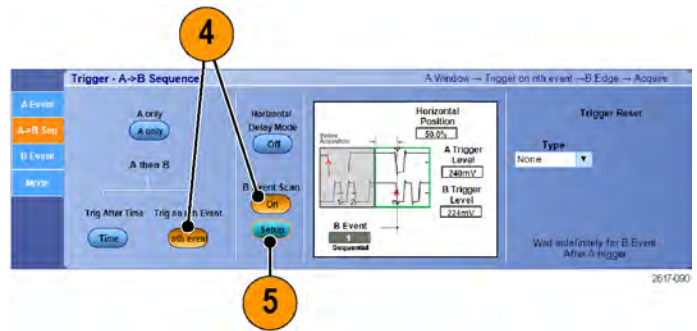 4
Trigger - A->B Sequence
A Window → Trigger on nth event → B Edge → Acquire
A Event
A->B Seq
B Event
Mode
A only
A only
A then B
Trig After Time
Trig on nth Event
Time
nth event
Horizontal
Delay Mode
Off
B Event Scan
On
Setup
Before
Acquisition
Horizontal
Position
50.0%
A Trigger
Level
240mV
B Trigger
Level
224mV
B Event
1
Sequential
Trigger Reset
Type
None
Wait indefinitely for B Event
After A trigger
5
2617-090